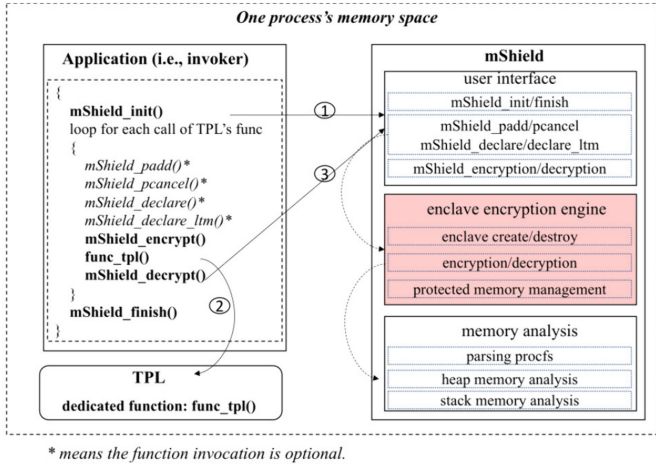 One process's memory space
Application (i.e., invoker)
{
mShield_init()
loop for each call of TPL's func
{
mShield_padd()*
mShield_pcancel()*
mShield_declare()*
mShield_declare_ltm()*
mShield_encrypt()
func_tpl()
mShield_decrypt()
}
mShield_finish()
}
TPL
dedicated function: func_tpl()
①
③
②
mShield
user interface
mShield_init/finish
mShield_padd/pcancel
mShield_declare/declare_ltm
mShield_encryption/decryption
enclave encryption engine
enclave create/destroy
encryption/decryption
protected memory management
memory analysis
parsing procfs
heap memory analysis
stack memory analysis
* means the function invocation is optional.